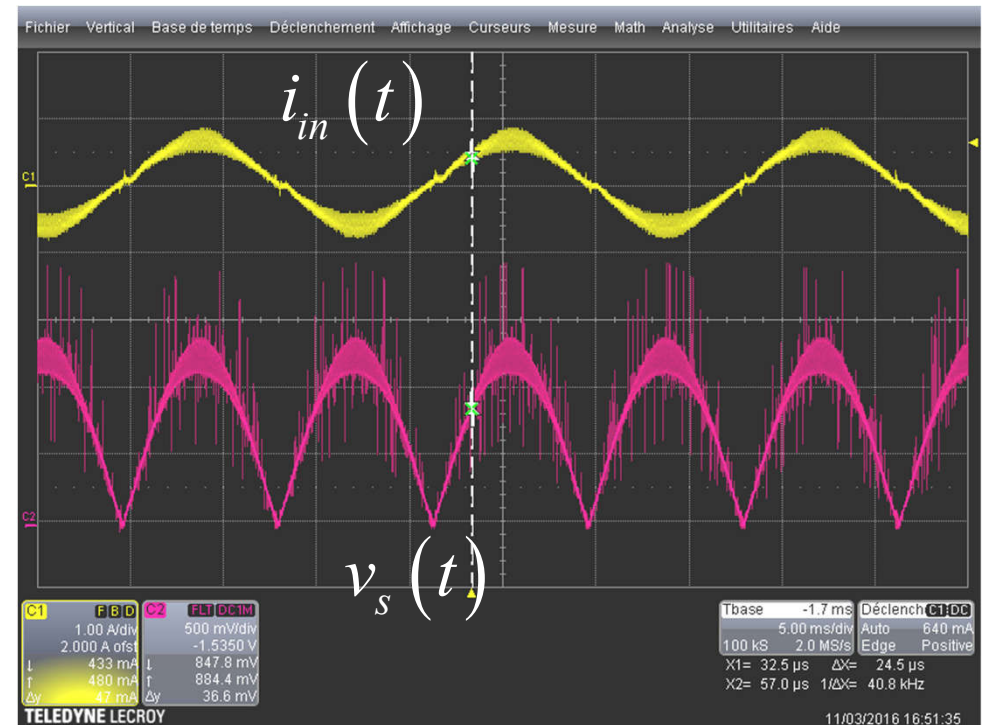 Fichier Vertical Base de temps Déclenchement Affichage Curseurs Mesure Math Analyse Utilitaires Aide
i_in (t)
C1
C2
v_s (t)
C1 F B D C2 FLT DC1M Tbase -1.7 ms Déclench C1 DC
1.00 A/div 500 mV/div 5.00 ms/div Auto 640 mA
2.000 A ofst -1.5350 V 100 kS 2.0 MS/s Edge Positive
↓ 433 mA ↓ 847.8 mV X1= 32.5 µs ΔX= 24.5 µs
↑ 480 mA ↑ 884.4 mV X2= 57.0 µs 1/ΔX= 40.8 kHz
Δy 47 mA Δy 36.6 mV
TELEDYNE LECROY 11/03/2016 16:51:35